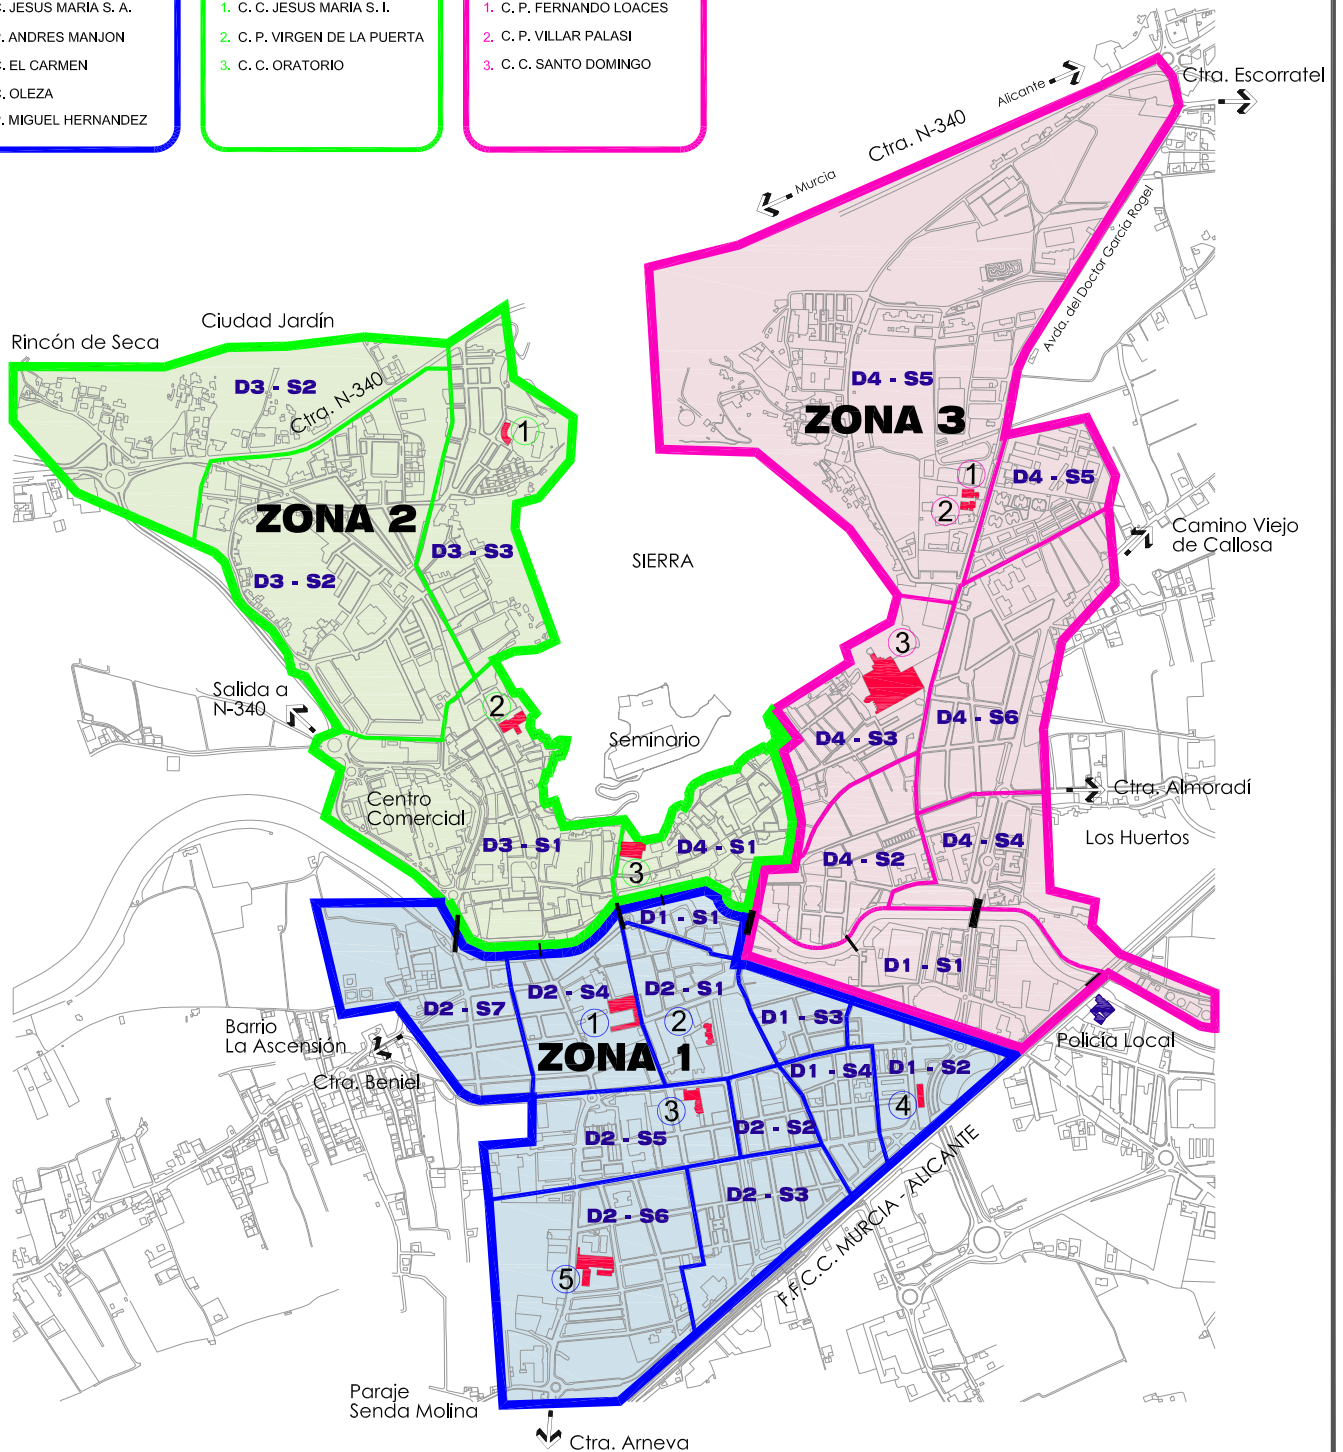 C. JESUS MARIA S. A.
P. ANDRES MANJON
C. EL CARMEN
C. OLEZA
P. MIGUEL HERNANDEZ
1. C. C. JESUS MARIA S. I.
2. C. P. VIRGEN DE LA PUERTA
3. C. C. ORATORIO
1. C. P. FERNANDO LOACES
2. C. P. VILLAR PALASI
3. C. C. SANTO DOMINGO
Ctra. Escorratel
Alicante
Ctra. N-340
Murcia
Avda. del Doctor García Rogel
Ciudad Jardín
Rincón de Seca
D3 - S2
Ctra. N-340
D4 - S5
ZONA 3
1
1
D4 - S5
2
ZONA 2
Camino Viejo
de Callosa
D3 - S3
SIERRA
D3 - S2
3
Salida a
N-340
2
D4 - S6
Seminario
D4 - S3
Centro
Comercial
Ctra. Almoradí
D3 - S1
D4 - S1
D4 - S4
Los Huertos
D4 - S2
3
D1 - S1
D1 - S1
D2 - S7
D2 - S4
D2 - S1
D1 - S3
1
2
Barrio
La Ascensión
Policía Local
ZONA 1
D1 - S4
D1 - S2
Ctra. Beniel
3
4
D2 - S5
D2 - S2
D2 - S3
D2 - S6
F.F.C.C. MURCIA - ALICANTE
5
Paraje
Senda Molina
Ctra. Arneva